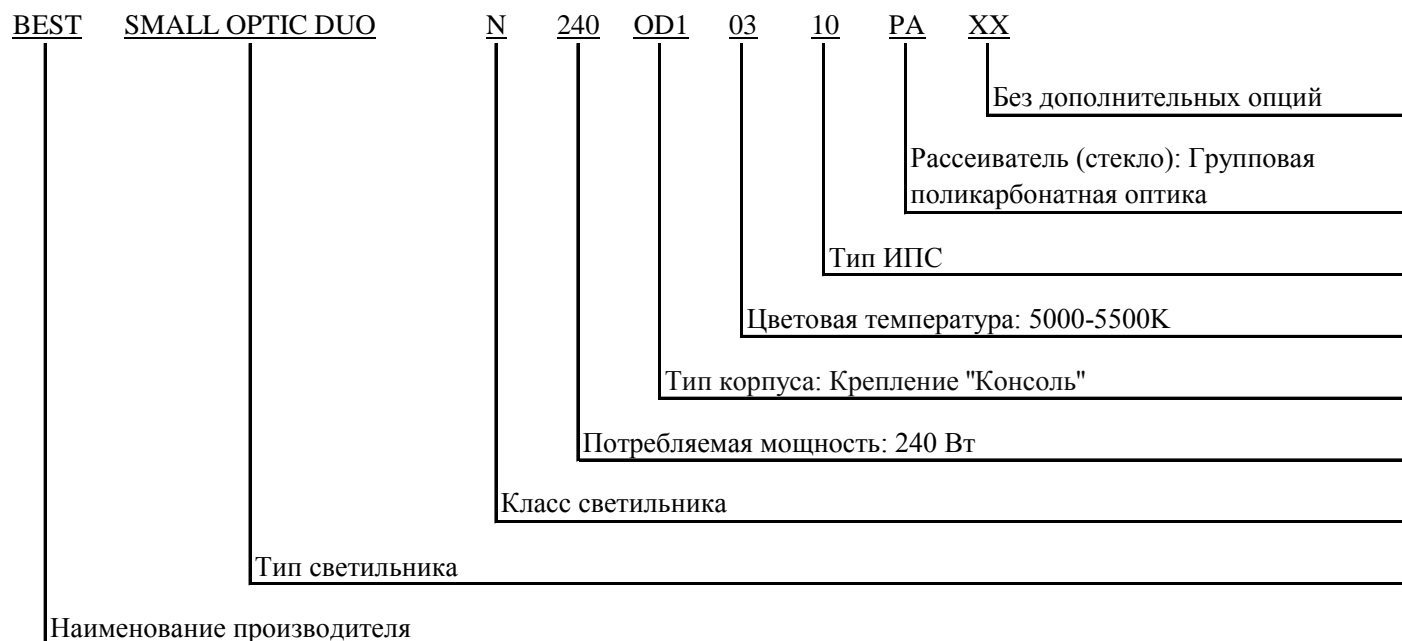 BEST SMALL OPTIC DUO N 240 OD1 03 10 PA XX
Без дополнительных опций
Рассеиватель (стекло): Групповая
поликарбонатная оптика
Тип ИПС
Цветовая температура: 5000-5500K
Тип корпуса: Крепление "Консоль"
Потребляемая мощность: 240 Вт
Класс светильника
Тип светильника
Наименование производителя